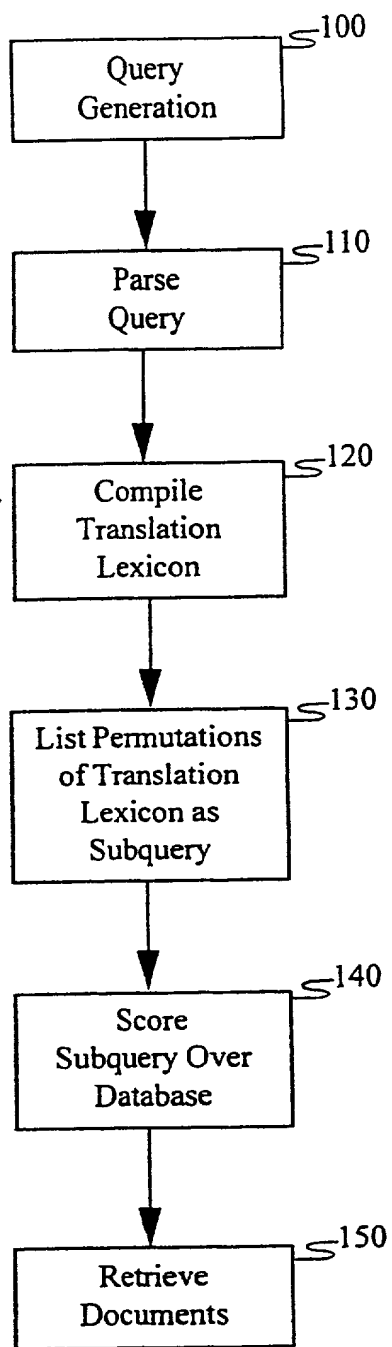 100
Query
Generation
110
Parse
Query
120
Compile
Translation
Lexicon
130
List Permutations
of Translation
Lexicon as
Subquery
140
Score
Subquery Over
Database
150
Retrieve
Documents